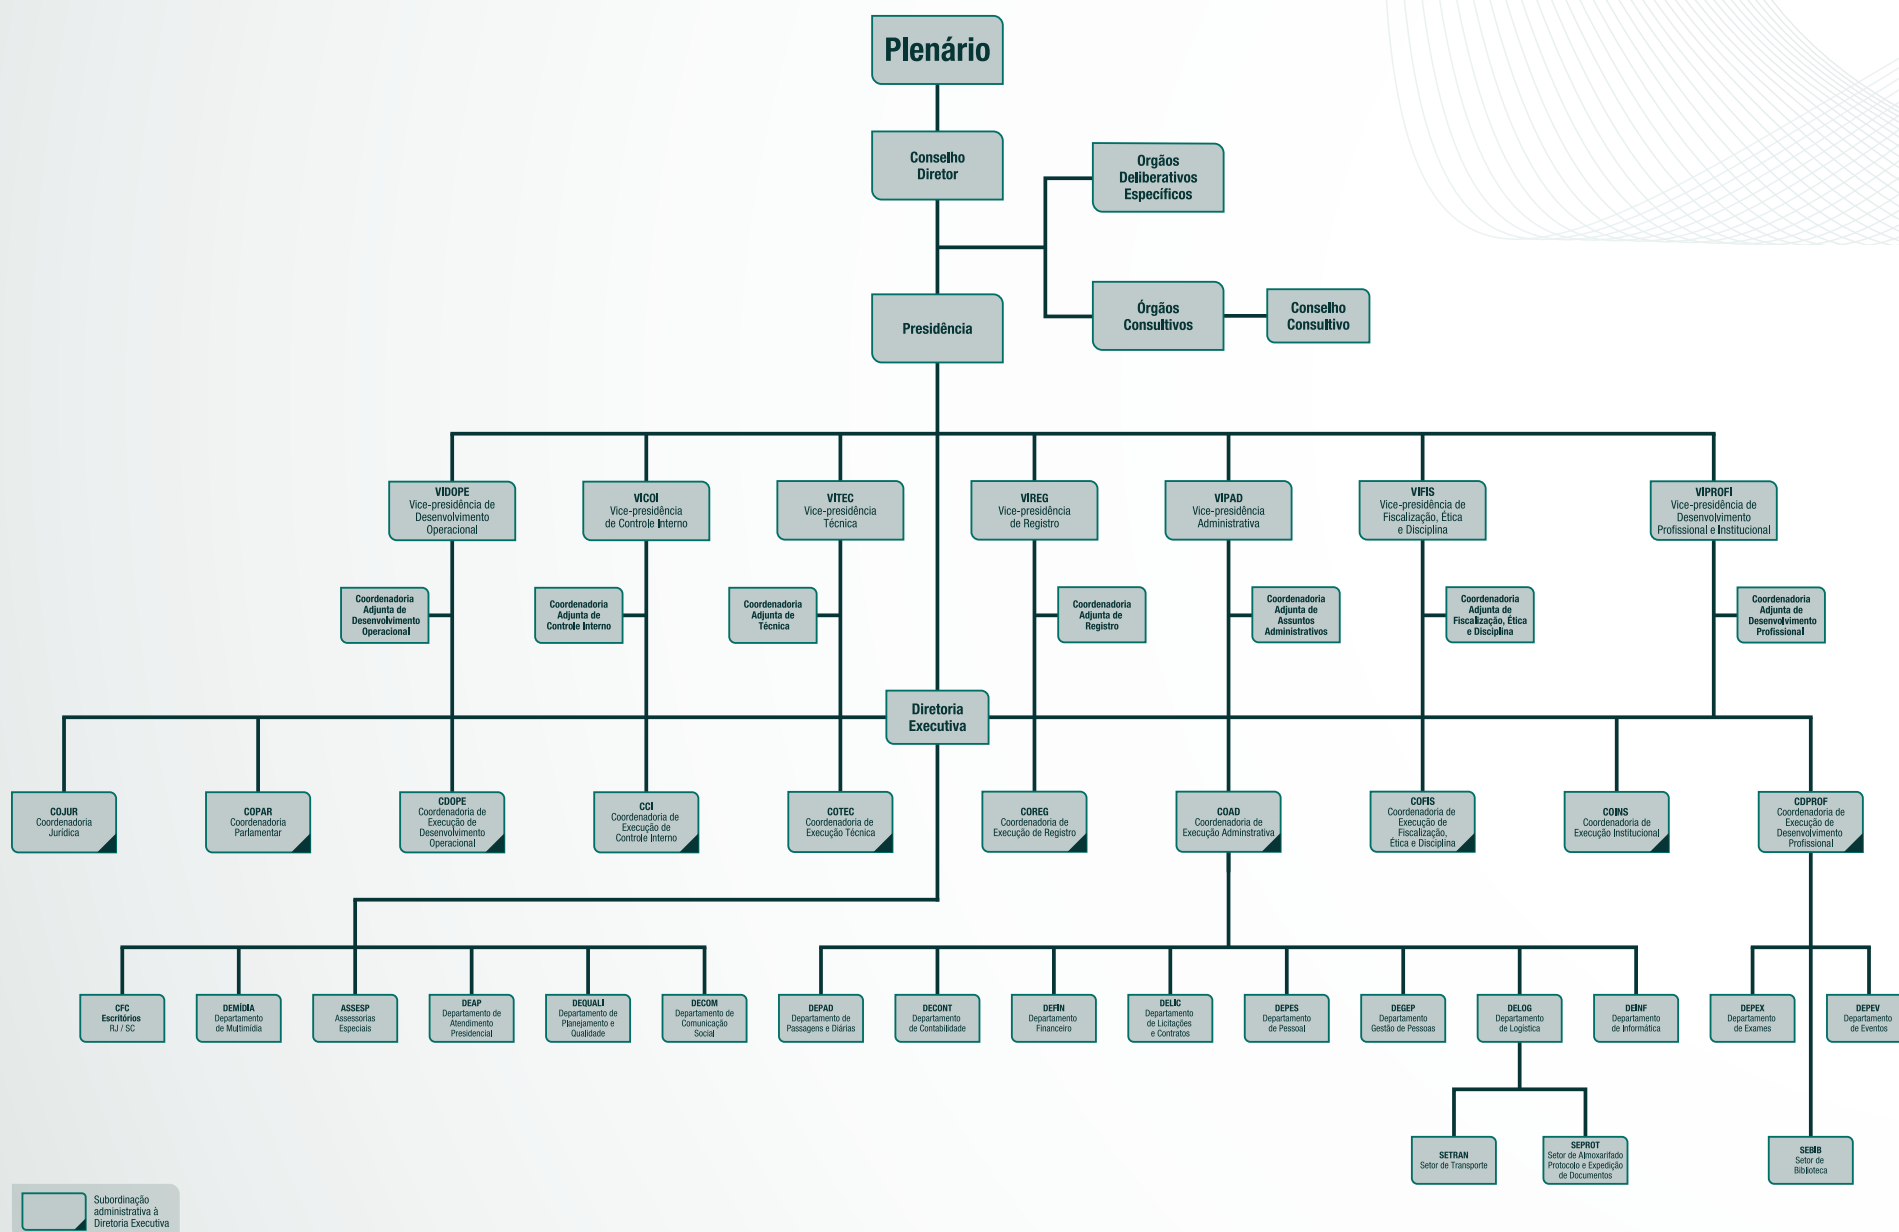 Plenário
Conselho
Diretor
Orgãos
Deliberativos
Específicos
Presidência
Órgãos
Consultivos
Conselho
Consultivo
VIDOPE
Vice-presidência de
Desenvolvimento
Operacional
VICOI
Vice-presidência
de Controle Interno
VITEC
Vice-presidência
Técnica
VIREG
Vice-presidência
de Registro
VIPAD
Vice-presidência
Administrativa
VIFIS
Vice-presidência de
Fiscalização, Ética
e Disciplina
VIPROFI
Vice-presidência de
Desenvolvimento
Profissional e Institucional
Coordenadoria
Adjunta de
Desenvolvimento
Operacional
Coordenadoria
Adjunta de
Controle Interno
Coordenadoria
Adjunta de
Técnica
Coordenadoria
Adjunta de
Registro
Coordenadoria
Adjunta de
Assuntos
Administrativos
Coordenadoria
Adjunta de
Fiscalização, Ética
e Disciplina
Coordenadoria
Adjunta de
Desenvolvimento
Profissional
Diretoria
Executiva
COJUR
Coordenadoria
Jurídica
COPAR
Coordenadoria
Parlamentar
CDOPE
Coordenadoria de
Execução de
Desenvolvimento
Operacional
CCI
Coordenadoria de
Execução de
Controle Interno
COTEC
Coordenadoria de
Execução Técnica
COREG
Coordenadoria de
Execução de Registro
COAD
Coordenadoria de
Execução Adminstrativa
COFIS
Coordenadoria de
Execução de
Fiscalização,
Ética e Disciplina
COINS
Coordenadoria de
Execução Institucional
CDPROF
Coordenadoria de
Execução de
Desenvolvimento
Profissional
CFC
Escritórios
RJ / SC
DEMÍDIA
Departamento
de Multimídia
ASSESP
Assessorias
Especiais
DEAP
Departamento de
Atendimento
Presidencial
DEQUALI
Departamento de
Planejamento e
Qualidade
DECOM
Departamento de
Comunicação
Social
DEPAD
Departamento de
Passagens e Diárias
DECONT
Departamento
de Contabilidade
DEFIN
Departamento
Financeiro
DELIC
Departamento
de Licitações
e Contratos
DEPES
Departamento
de Pessoal
DEGEP
Departamento
Gestão de Pessoas
DELOG
Departamento
de Logística
DEINF
Departamento
de Informática
DEPEX
Departamento
de Exames
DEPEV
Departamento
de Eventos
SETRAN
Setor de Transporte
SEPROT
Setor de Almoxarifado
Protocolo e Expedição
de Documentos
SEBIB
Setor de
Biblioteca
Subordinação
administrativa à
Diretoria Executiva